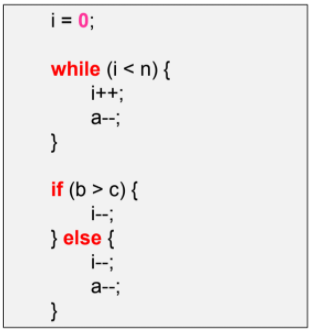 i = 0;
while (i < n) {
i++;
a--;
}
if (b > c) {
i--;
} else {
i--;
a--;
}